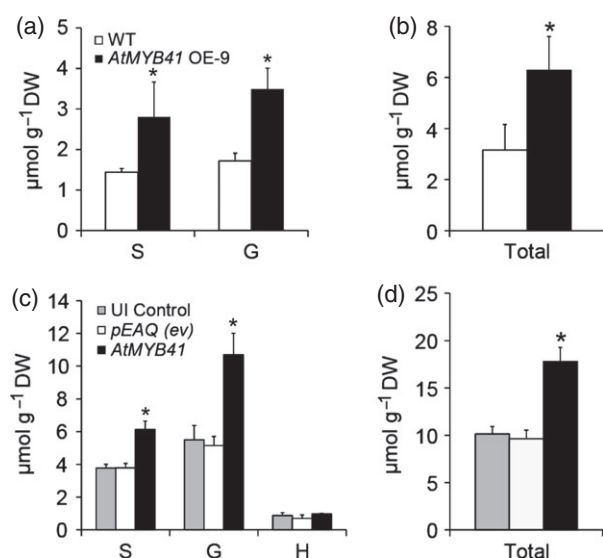 (a)
WT
AtMYB41 OE-9
µmol g⁻¹ DW
5
4
3
2
1
0
*
*
S G
(b)
µmol g⁻¹ DW
8
6
4
2
0
*
Total
(c)
UI Control
pEAQ (ev)
AtMYB41
µmol g⁻¹ DW
14
12
10
8
6
4
2
0
*
*
S G H
(d)
µmol g⁻¹ DW
25
20
15
10
5
0
*
Total